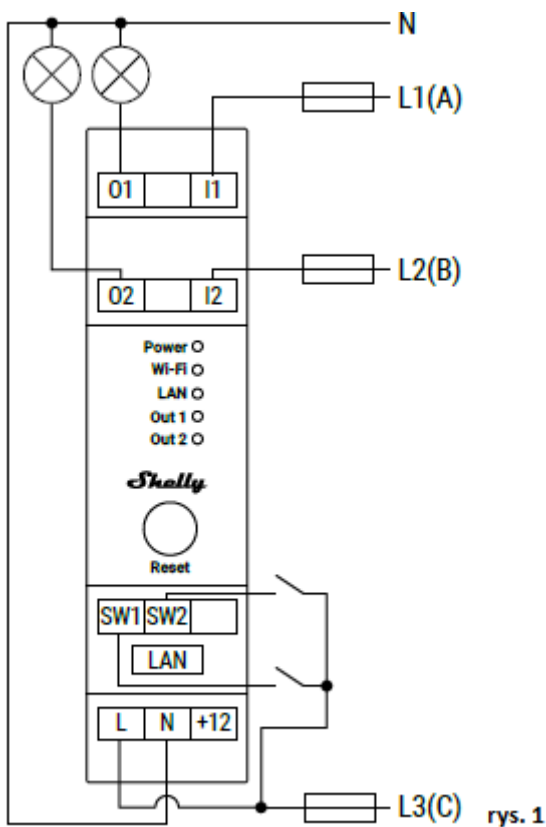 N
L1(A)
O1 I1
L2(B)
O2 I2
Power
Wi-Fi
LAN
Out 1
Out 2
Shelly
Reset
SW1 SW2
LAN
L N +12
L3(C) rys. 1